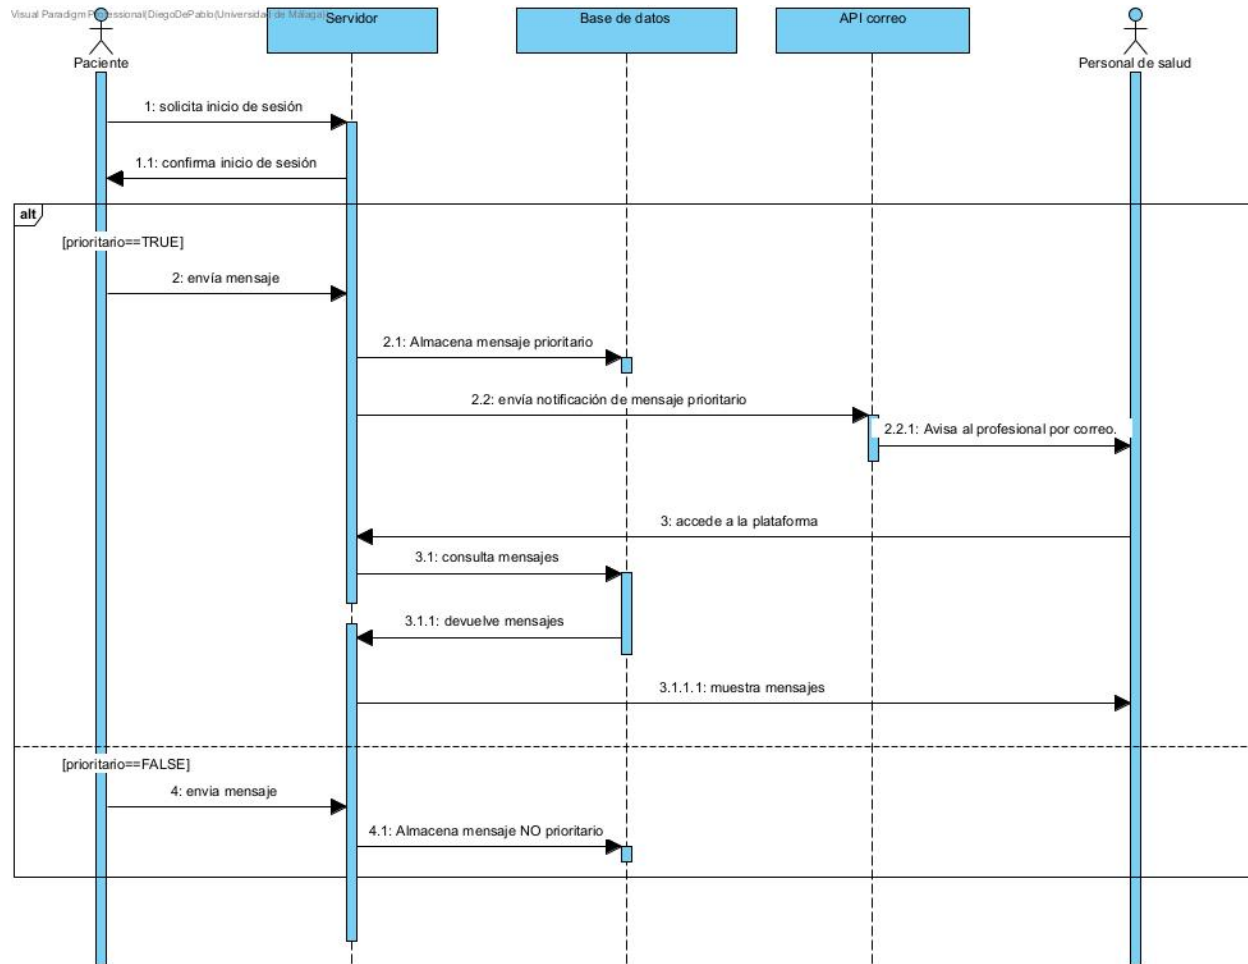 Visual Paradigm Professional(DiegoDePablo(Universidad de Málaga))
Servidor
Base de datos
API correo
Paciente
Personal de salud
1: solicita inicio de sesión
1.1: confirma inicio de sesión
alt
[prioritario==TRUE]
2: envía mensaje
2.1: Almacena mensaje prioritario
2.2: envía notificación de mensaje prioritario
2.2.1: Avisa al profesional por correo.
3: accede a la plataforma
3.1: consulta mensajes
3.1.1: devuelve mensajes
3.1.1.1: muestra mensajes
[prioritario==FALSE]
4: envia mensaje
4.1: Almacena mensaje NO prioritario